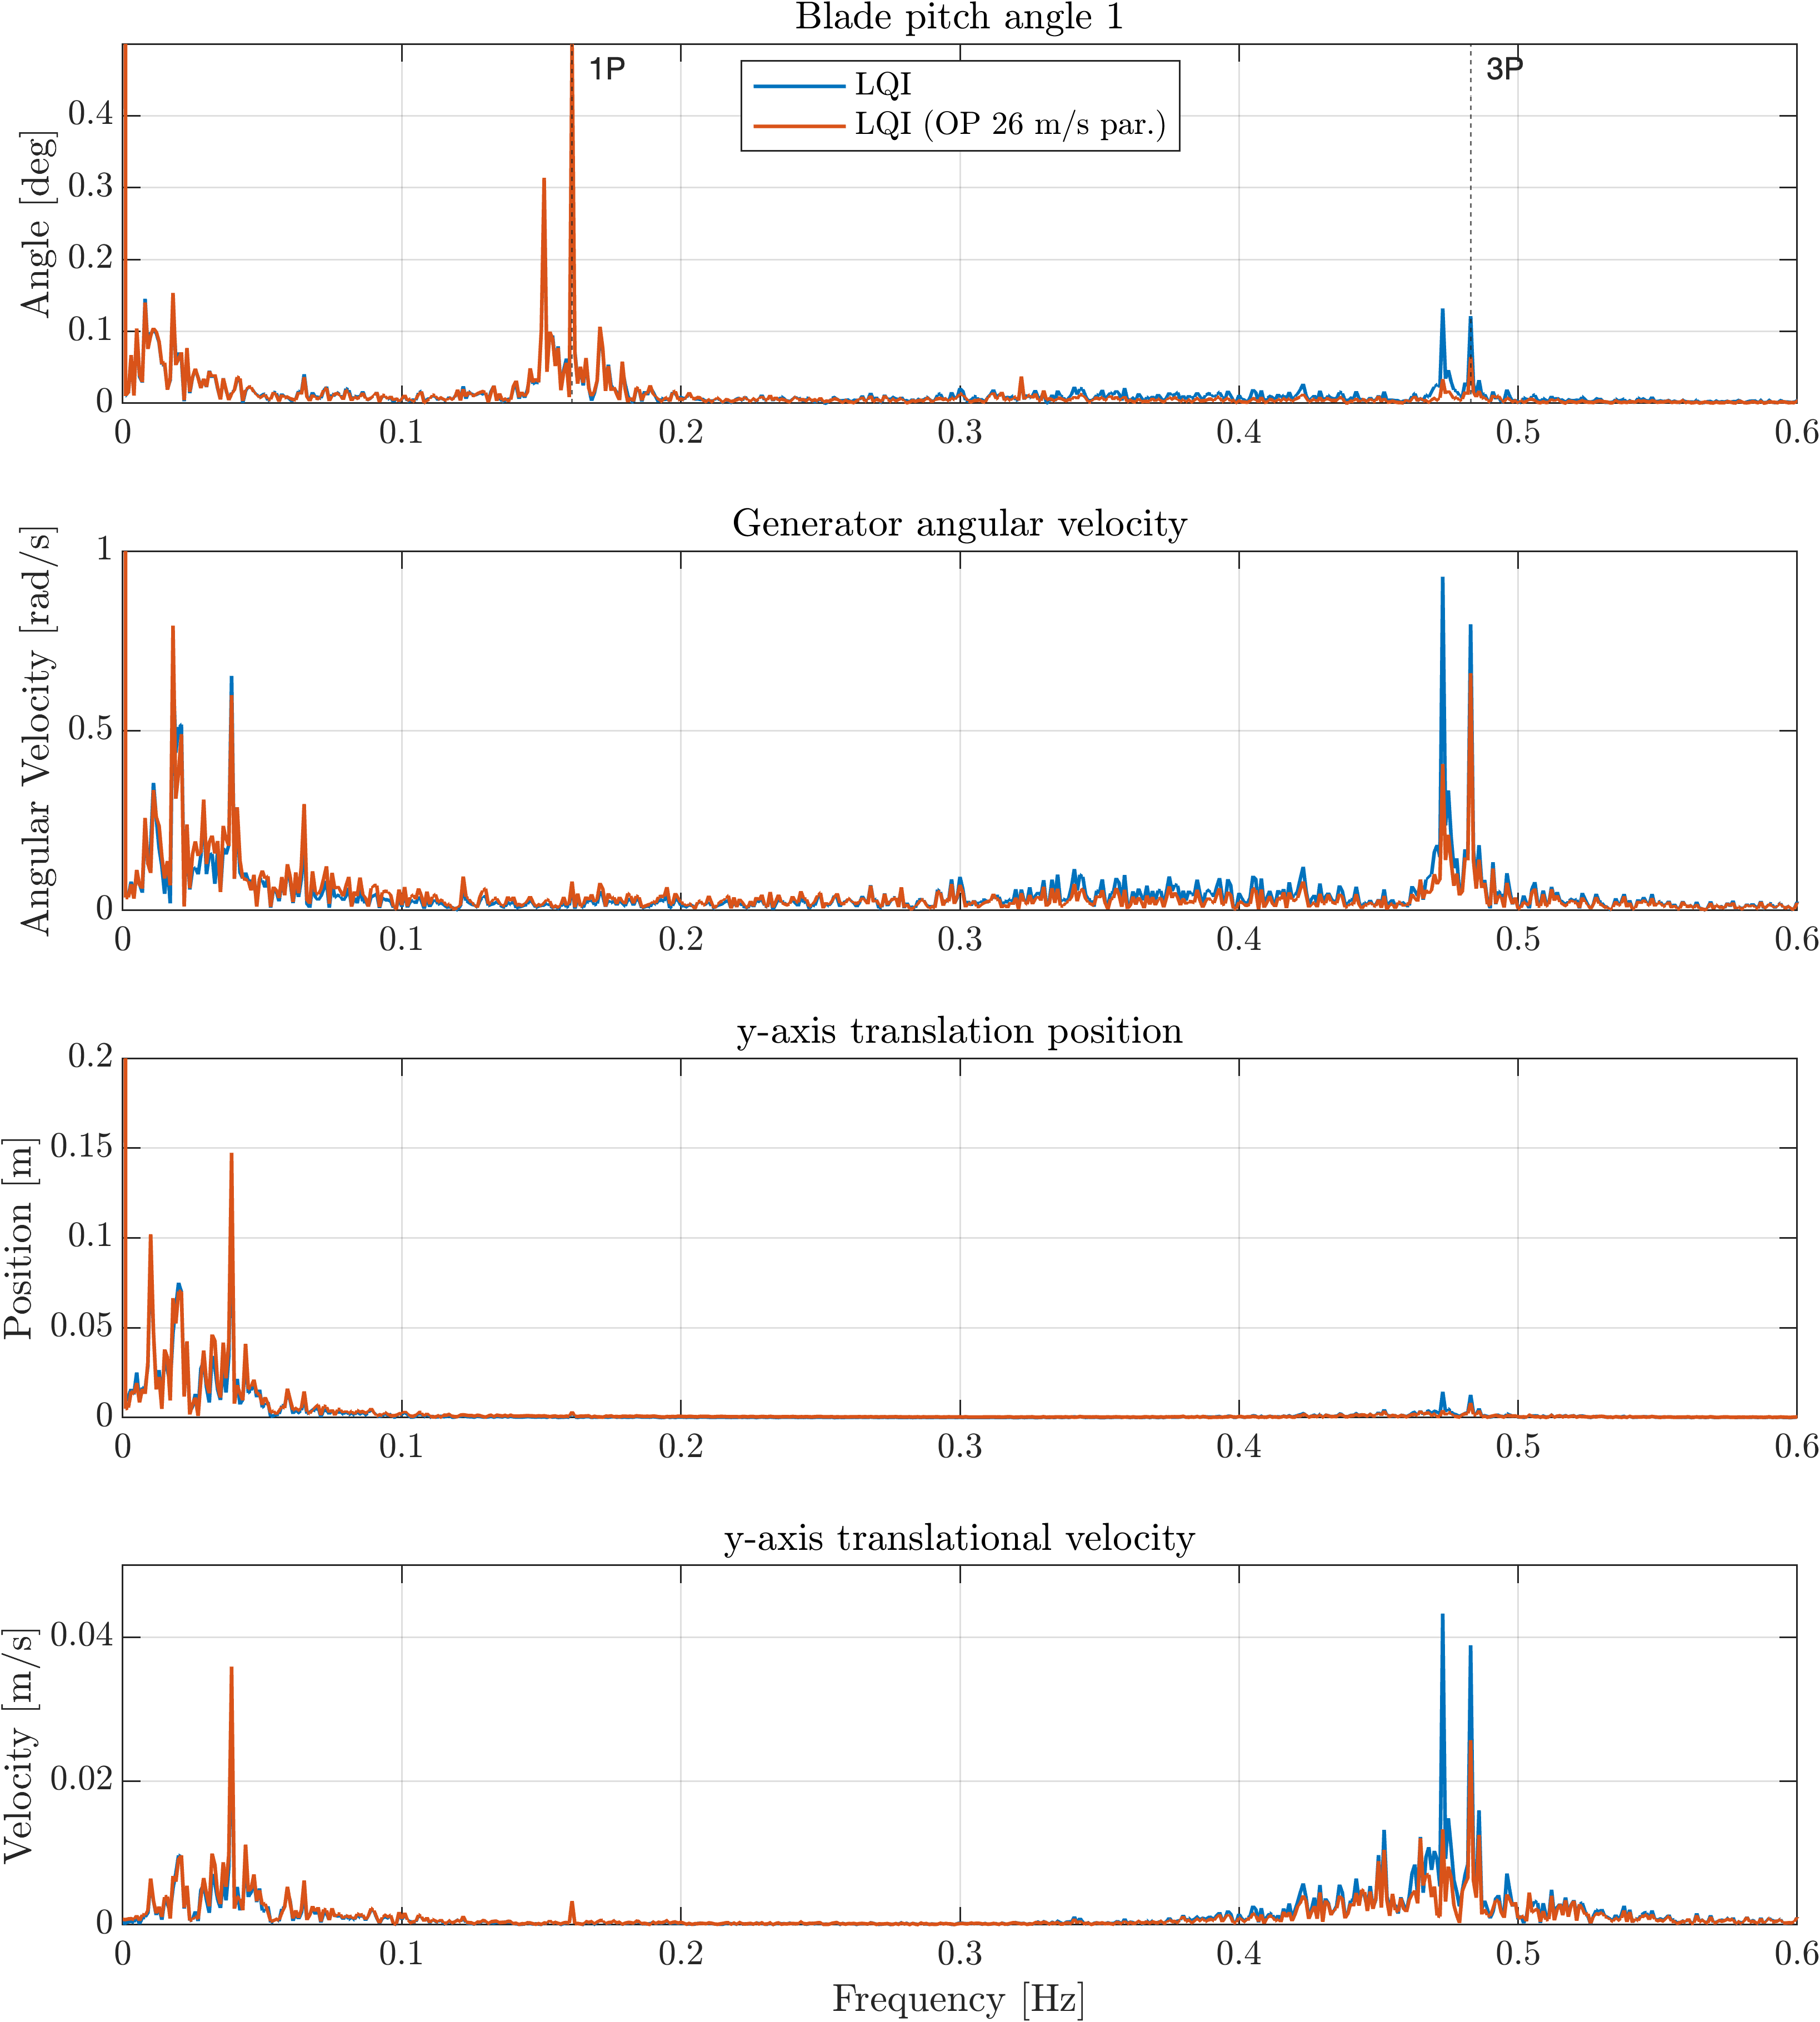 Blade pitch angle 1
1P
3P
LQI
LQI (OP 26 m/s par.)
Angle [deg]
0.4
0.3
0.2
0.1
0
0 0.1 0.2 0.3 0.4 0.5 0.6
Generator angular velocity
Angular Velocity [rad/s]
1
0.5
0
0 0.1 0.2 0.3 0.4 0.5 0.6
y-axis translation position
Position [m]
0.2
0.15
0.1
0.05
0
0 0.1 0.2 0.3 0.4 0.5 0.6
y-axis translational velocity
Velocity [m/s]
0.04
0.02
0
0 0.1 0.2 0.3 0.4 0.5 0.6
Frequency [Hz]